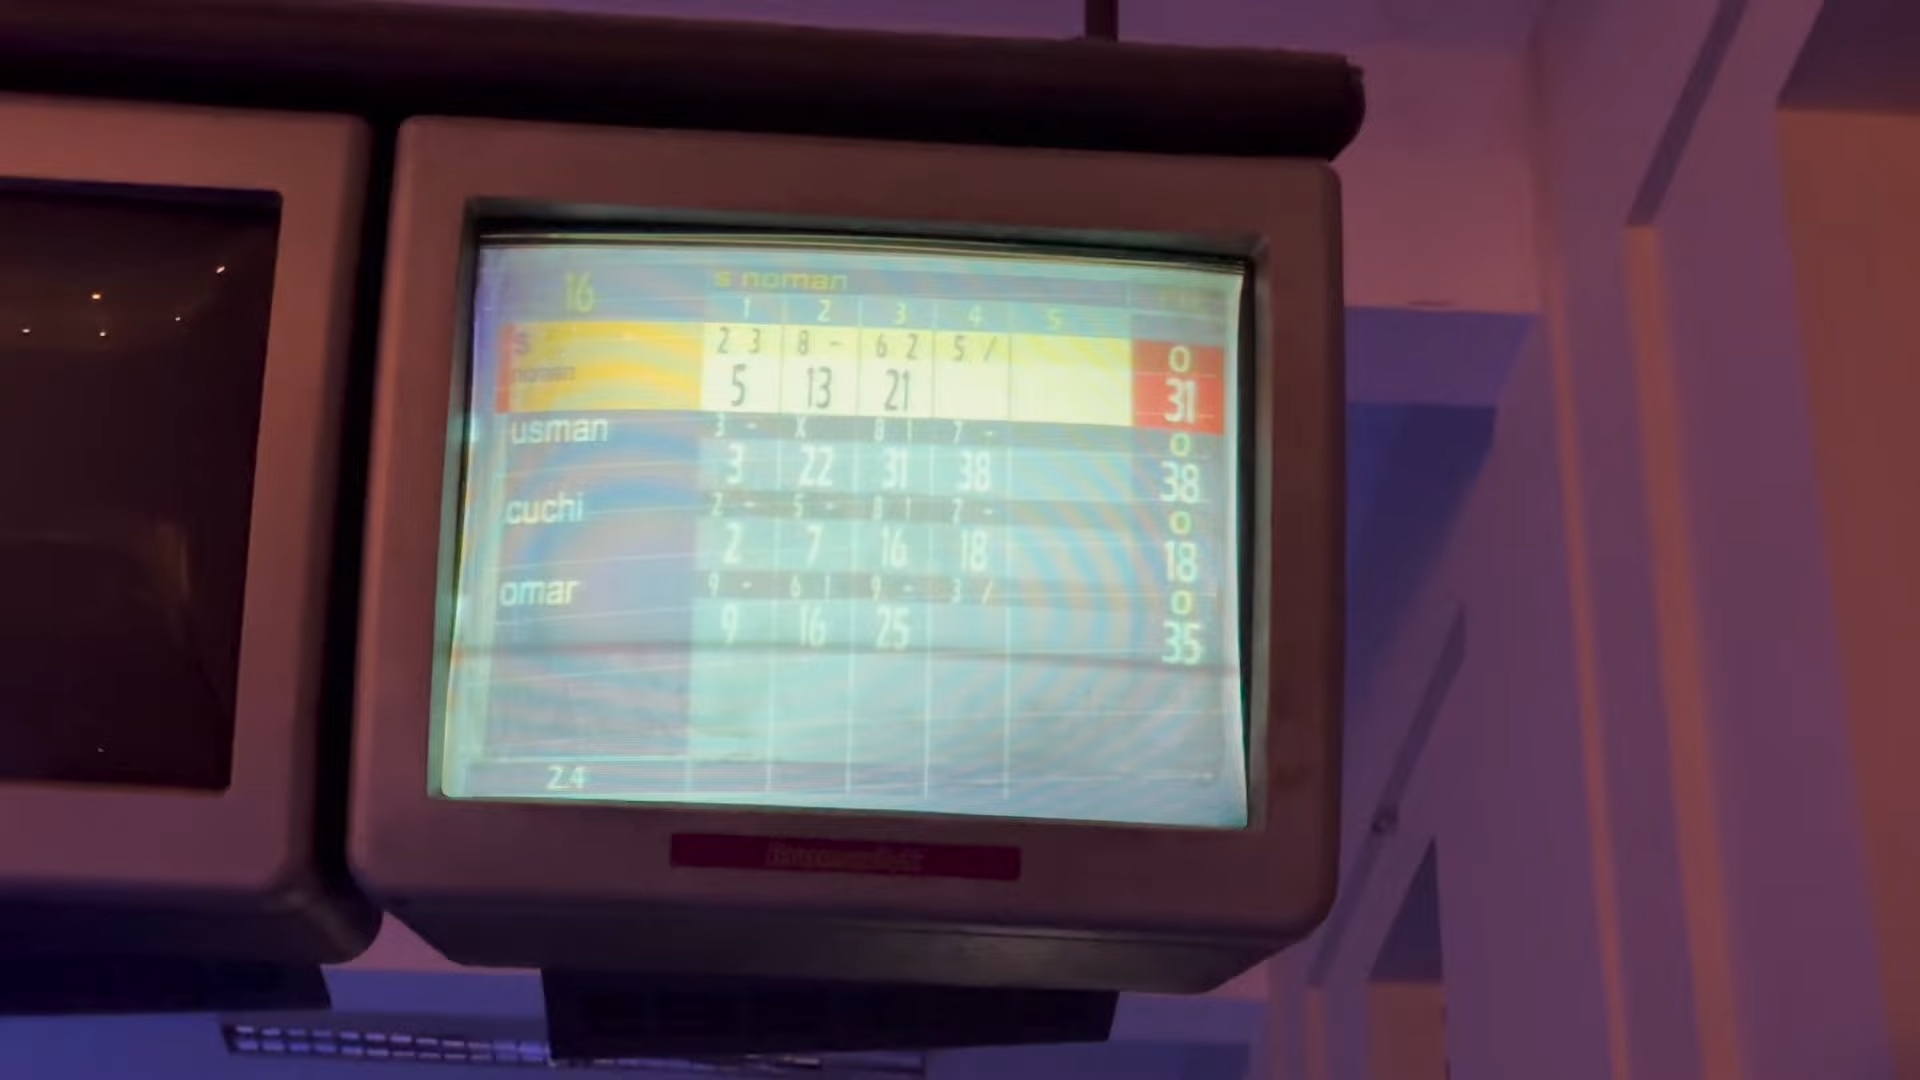 16 s noman
1 2 3 4 5
s 2 3 8 - 6 2 5 / 0
noman 5 13 21 31
usman 3 - X 8 1 7 - 0
3 22 31 38 38
cuchi 2 - 5 - 8 1 2 - 0
2 7 16 18 18
omar 9 - 6 1 9 - 3 / 0
9 16 25 35
2.4